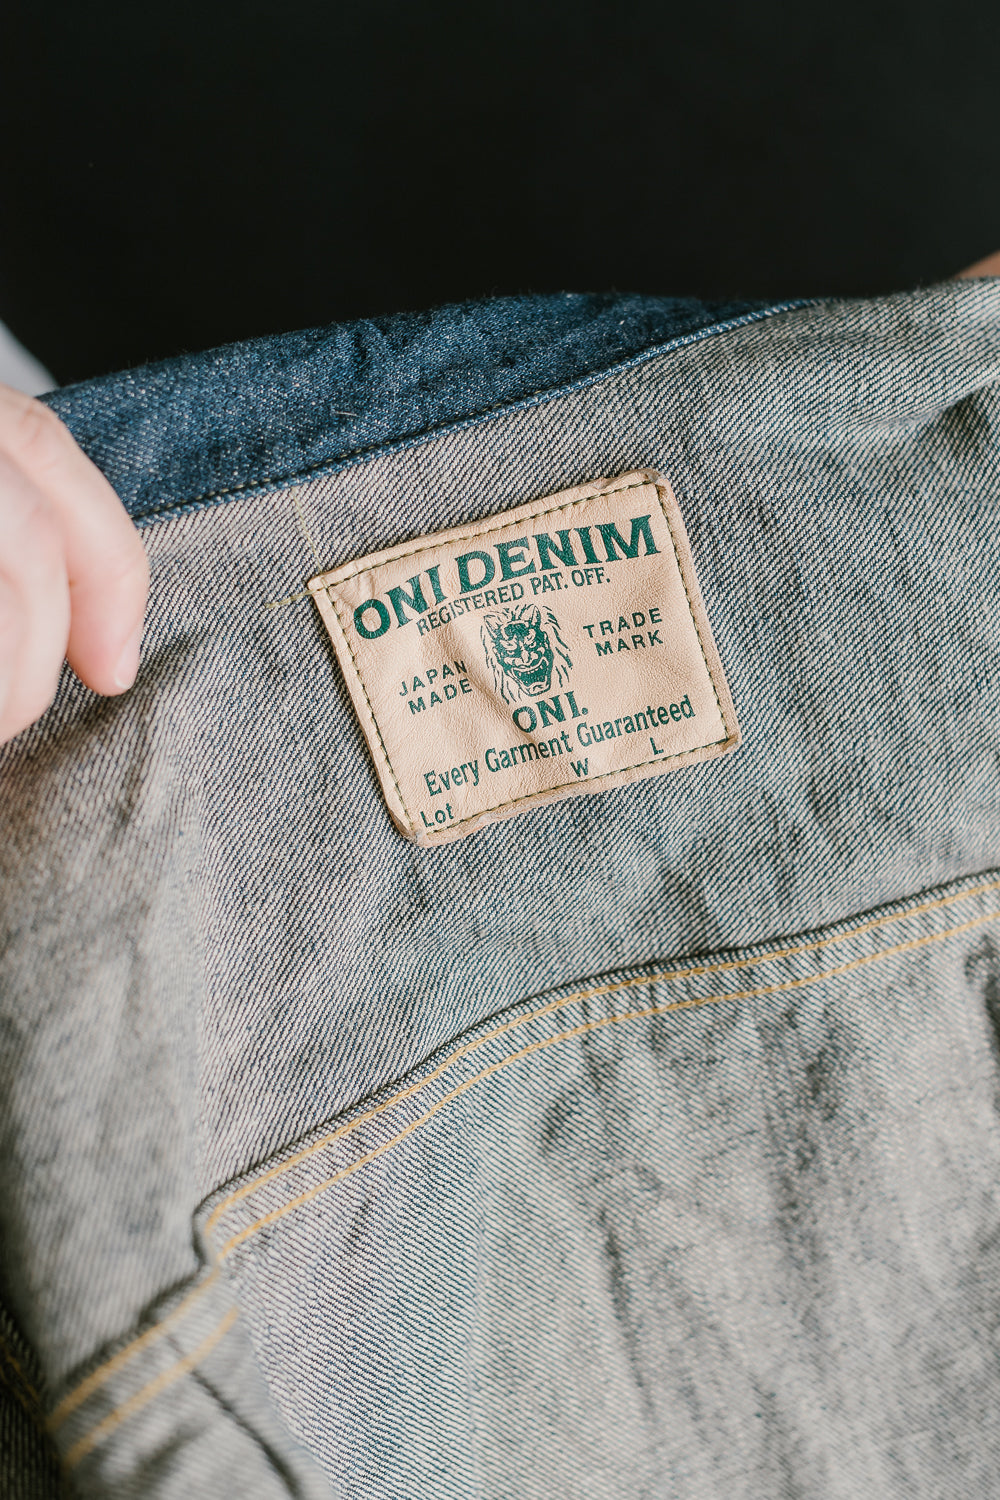 ONI DENIM
REGISTERED PAT. OFF.
JAPAN MADE
TRADE MARK
ONI.
Every Garment Guaranteed
Lot W L